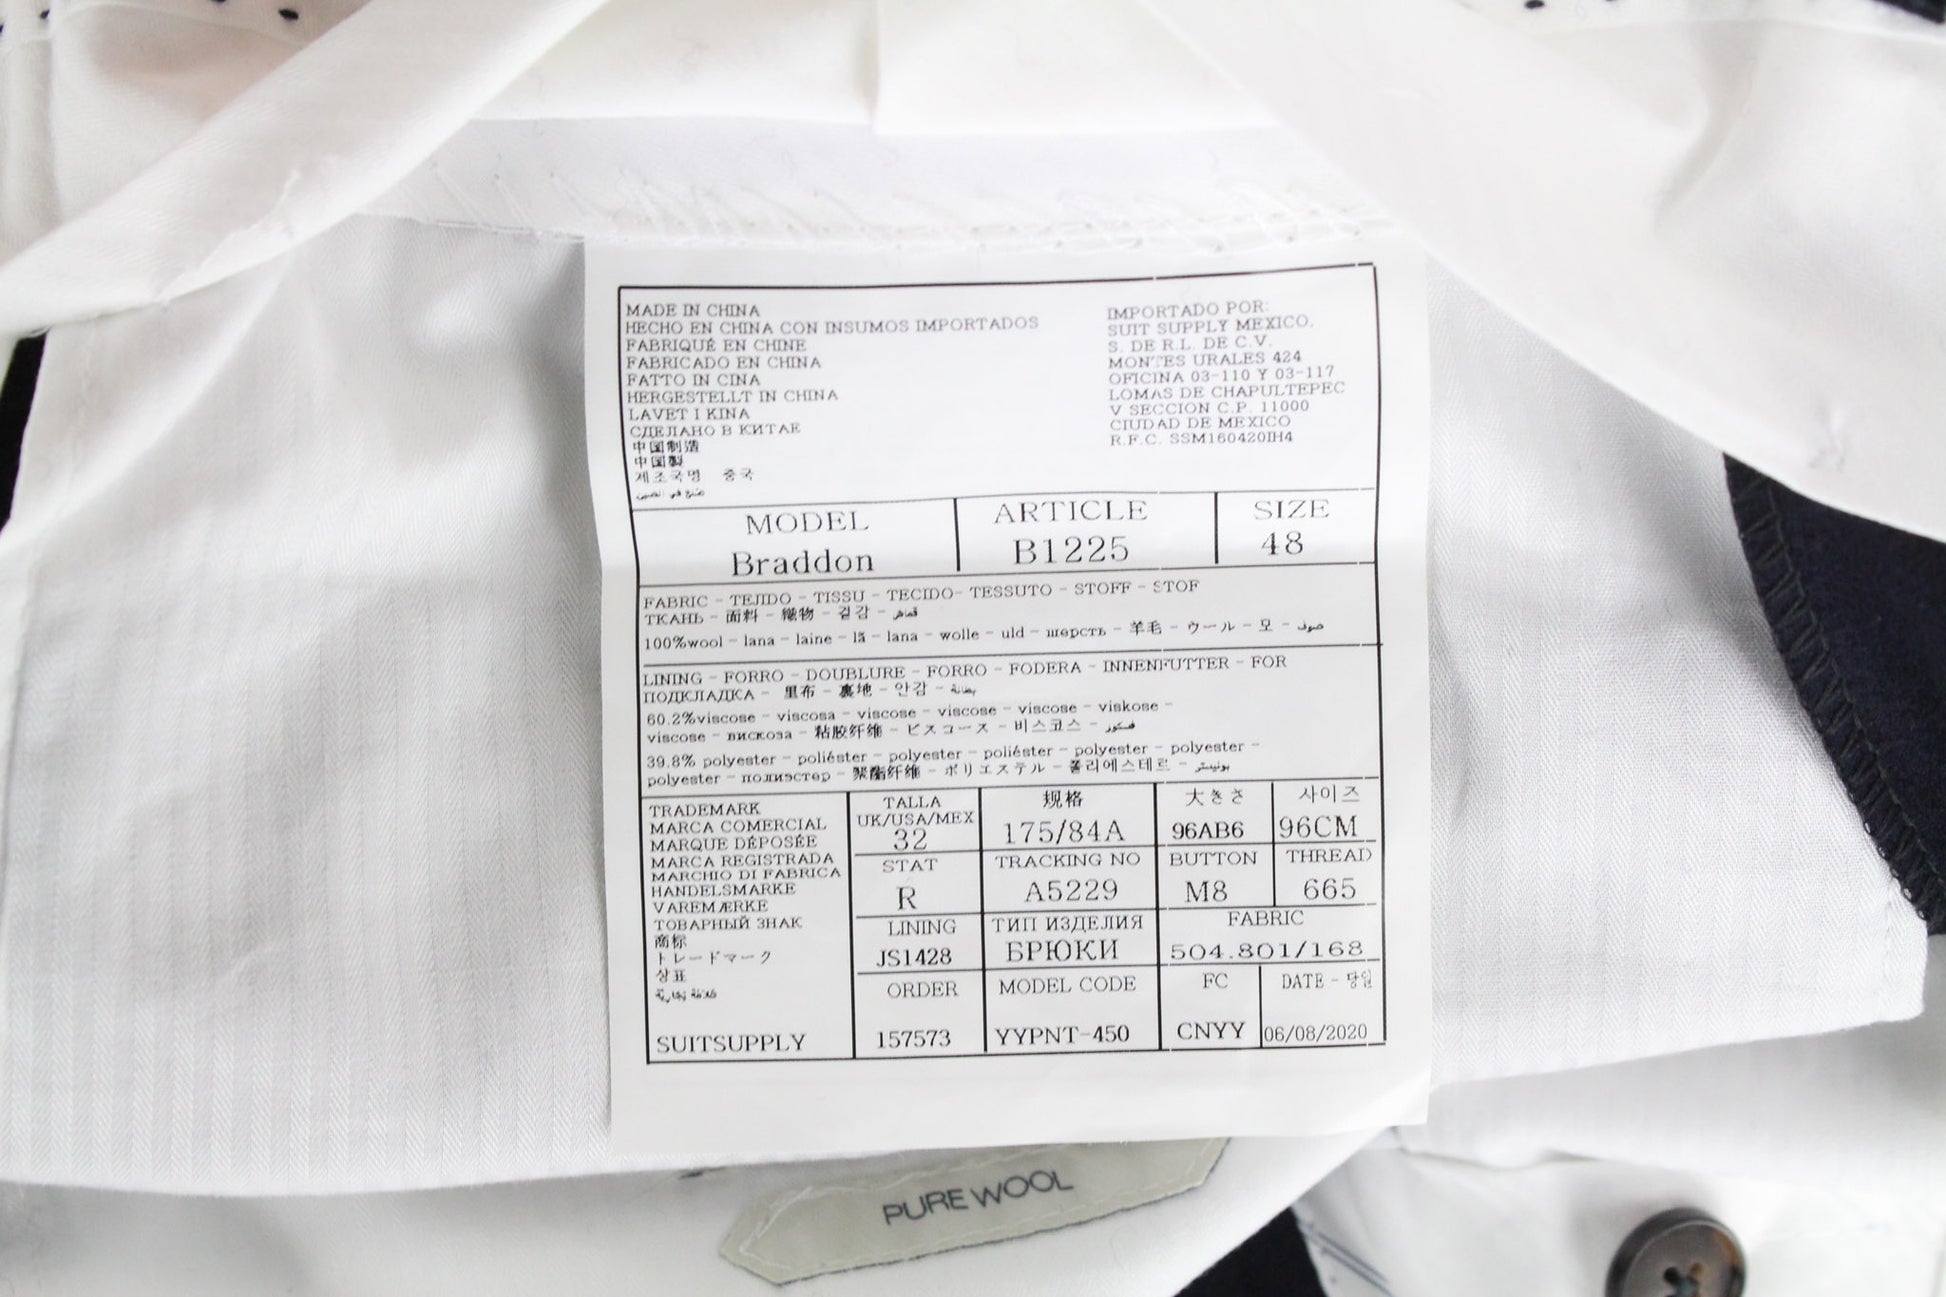 MADE IN CHINA
HECHO EN CHINA CON INSUMOS IMPORTADOS
FABRIQUÉ EN CHINE
FABRICADO EN CHINA
FATTO IN CINA
HERGESTELLT IN CHINA
LAVET I KINA
СДЕЛАНО В КИТАЕ
中国制造
中国製
제조국명 중국
صنع في الصين
IMPORTADO POR:
SUIT SUPPLY MEXICO,
S. DE R.L. DE C.V.
MONTES URALES 424
OFICINA 03-110 Y 03-117
LOMAS DE CHAPULTEPEC
V SECCION C.P. 11000
CIUDAD DE MEXICO
R.F.C. SSM160420IH4
MODEL
Braddon
ARTICLE
B1225
SIZE
48
FABRIC - TEJIDO - TISSU - TECIDO- TESSUTO - STOFF - STOF
ТКАНЬ - 面料 - 織物 - 겉감 - قماش
100%wool - lana - laine - lã - lana - wolle - uld - шерсть - 羊毛 - ウール - 모 - صوف
LINING - FORRO - DOUBLURE - FORRO - FODERA - INNENFUTTER - FOR
ПОДКЛАДКА - 里布 - 裏地 - 안감 - بطانة
60.2%viscose - viscosa - viscose - viscose - viscose - viskose -
viscose - вискоза - 粘胶纤维 - ビスコース - 비스코스 - فسكوز
39.8% polyester - poliéster - polyester - poliéster - polyester - polyester -
polyester - полиэстер - 聚酯纤维 - ポリエステル - 폴리에스테르 -
TRADEMARK
MARCA COMERCIAL
MARQUE DÉPOSÉE
MARCA REGISTRADA
MARCHIO DI FABRICA
HANDELSMARKE
VAREMÆRKE
ТОВАРНЫЙ ЗНАК
商标
トレードマーク
상표
علامة تجارية
SUITSUPPLY
TALLA
UK/USA/MEX
32
规格
175/84A
大きさ
96AB6
사이즈
96CM
STAT
R
TRACKING NO
A5229
BUTTON
M8
THREAD
665
LINING
JS1428
ТИП ИЗДЕЛИЯ
БРЮКИ
FABRIC
504.801/168
ORDER
157573
MODEL CODE
YYPNT-450
FC
CNYY
DATE - 당일
06/08/2020
PURE WOOL